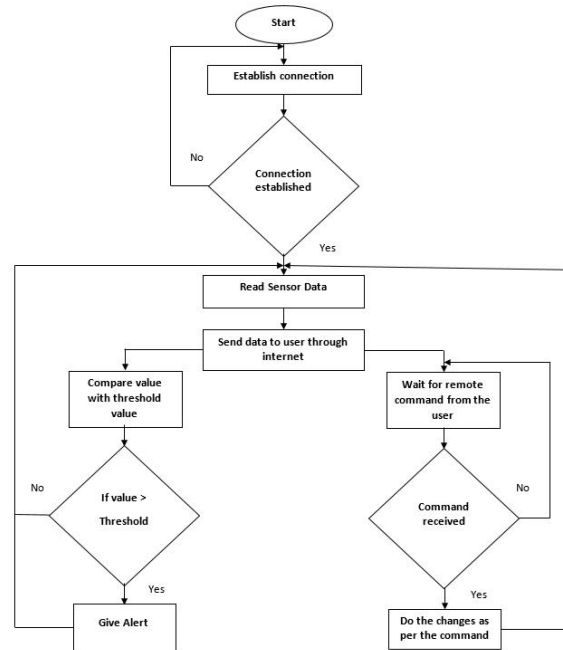 Start
Establish connection
No
Connection
established
Yes
Read Sensor Data
Send data to user through
internet
Compare value
with threshold
value
Wait for remote
command from the
user
No
If value >
Threshold
Command
received
No
Yes
Yes
Give Alert
Do the changes as
per the command